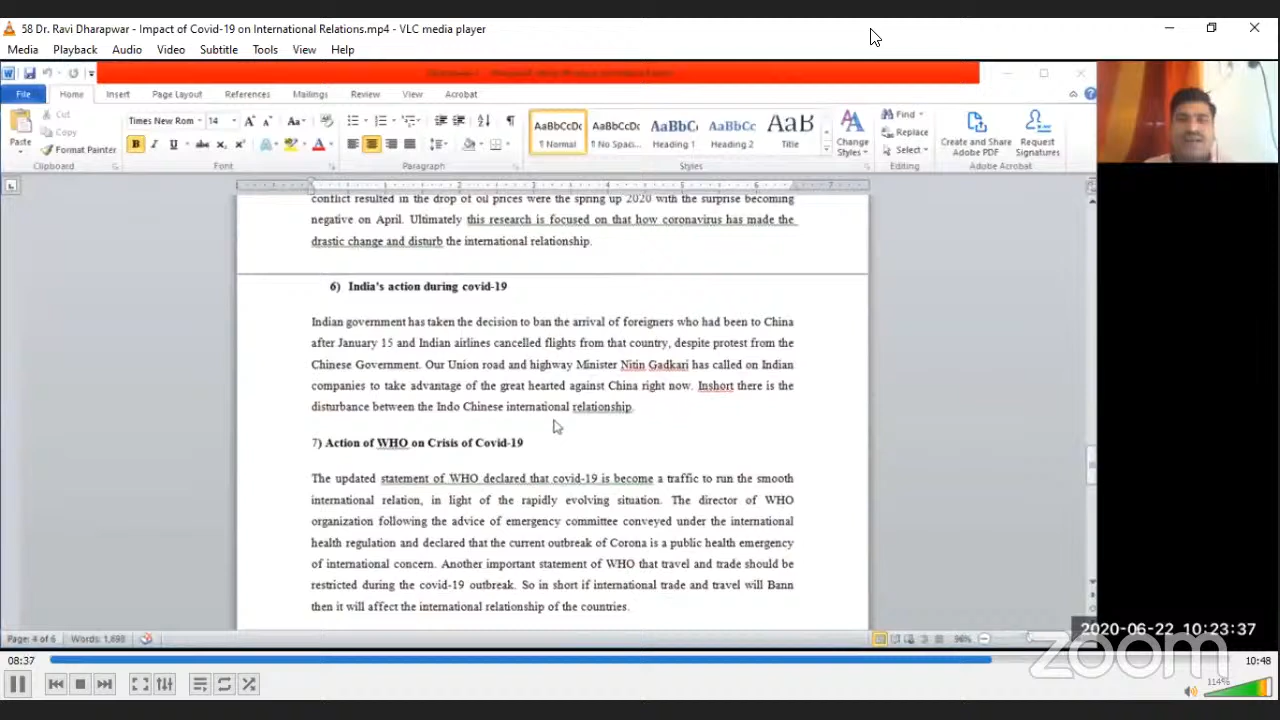 58 Dr. Ravi Dharapwar - Impact of Covid-19 on International Relations.mp4 - VLC media player
Media Playback Audio Video Subtitle Tools View Help
File Home Insert Page Layout References Mailings Review View Acrobat
Paste Cut Copy Format Painter
Times New Rom 14
AaBbCcDc AaBbCcDc AaBbC AaBbCc AaB
¶ Normal ¶ No Spaci... Heading 1 Heading 2 Title
Change Styles
Find Replace Select
Create and Share Adobe PDF Request Signatures
Clipboard Font Paragraph Styles Editing Adobe Acrobat
1 2 3 4 5 6 7
conflict resulted in the drop of oil prices were the spring up 2020 with the surprise becoming
negative on April. Ultimately this research is focused on that how coronavirus has made the
drastic change and disturb the international relationship.
6) India's action during covid-19
Indian government has taken the decision to ban the arrival of foreigners who had been to China
after January 15 and Indian airlines cancelled flights from that country, despite protest from the
Chinese Government. Our Union road and highway Minister Nitin Gadkari has called on Indian
companies to take advantage of the great hearted against China right now. Inshort there is the
disturbance between the Indo Chinese international relationship.
7) Action of WHO on Crisis of Covid-19
The updated statement of WHO declared that covid-19 is become a traffic to run the smooth
international relation, in light of the rapidly evolving situation. The director of WHO
organization following the advice of emergency committee conveyed under the international
health regulation and declared that the current outbreak of Corona is a public health emergency
of international concern. Another important statement of WHO that travel and trade should be
restricted during the covid-19 outbreak. So in short if international trade and travel will Bann
then it will affect the international relationship of the countries.
Page: 4 of 6 Words: 1,698 96%
2020-06-22 10:23:37
zoom
08:37 10:48
114%